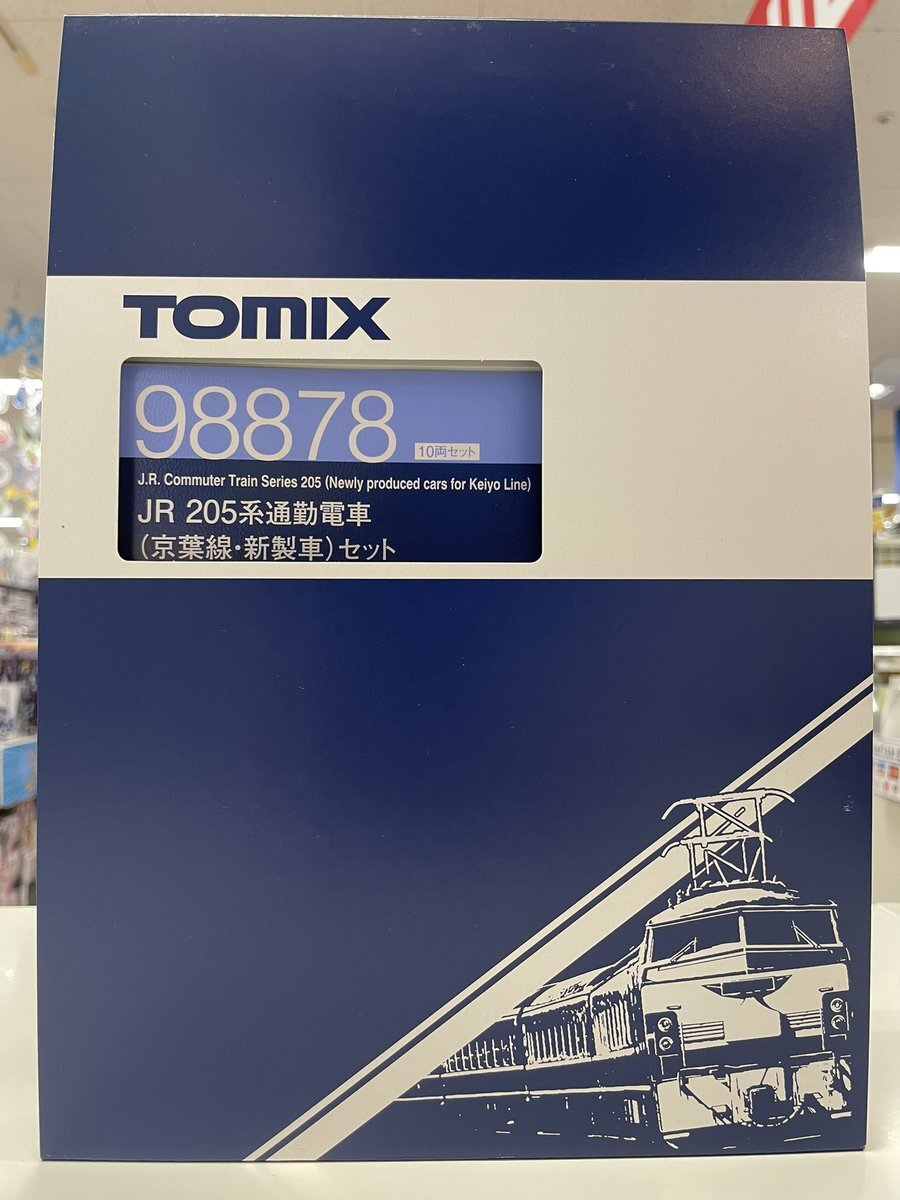 TOMIX
98878 10両セット
J.R. Commuter Train Series 205 (Newly produced cars for Keiyo Line)
JR 205系通勤電車
（京葉線・新製車）セット